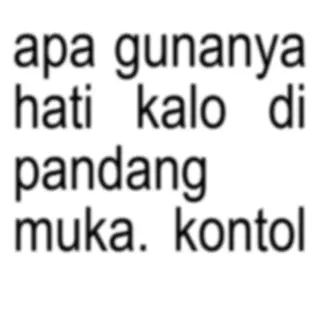 apa gunanya
hati kalo di
pandang
muka. kontol